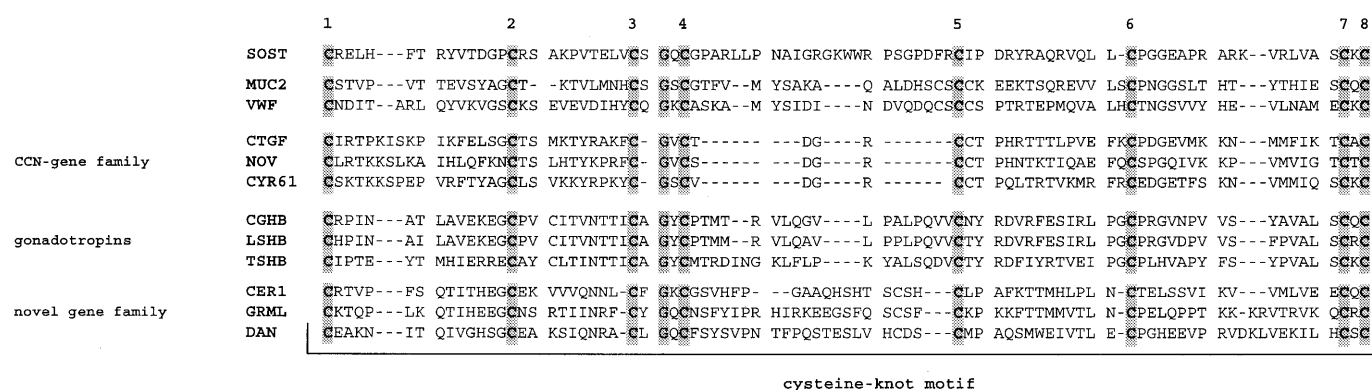 1 2 3 4 5 6 7 8
SOST CRELH---FT RYVTDGPCRS AKPVTELVCS GQCGPARLLP NAIGRGKWWR PSGPDFRCIP DRYRAQRVQL L-CPGGEAPR ARK--VRLVA SCKC
MUC2 CSTVP---VT TEVSYAGCT- -KTVLMNHCS GSCGTFV--M YSAKA----Q ALDHSCSCCK EEKTSQREVV LSCPNGGSLT HT---YTHIE SCQC
VWF CNDIT--ARL QYVKVGSCKS EVEVDIHYCQ GKCASKA--M YSIDI----N DVQDQCSCCS PTRTEPMQVA LHCTNGSVVY HE---VLNAM ECKC
CTGF CIRTPKISKP IKFELSGCTS MKTYRAKFC- GVCT------ ----DG---R --------CCT PHRTTTLPVE FKCPDGEVMK KN---MMFIK TCAC
CCN-gene family NOV CLRTKKSLKA IHLQFKNCTS LHTYKPRFC- GVCS------ ----DG---R --------CCT PHNTKTIQAE FQCSPGQIVK KP---VMVIG TCTC
CYR61 CSKTKKSPEP VRFTYAGCLS VKKYRPKYC- GSCV------ ----DG---R --------CCT PQLTRTVKMR FRCEDGETFS KN---VMMIQ SCKC
CGHB CRPIN---AT LAVEKEGCPV CITVNTTICA GYCPTMT--R VLQGV----L PALPQVVCNY RDVRFESIRL PGCPRGVNPV VS---YAVAL SCQC
gonadotropins LSHB CHPIN---AI LAVEKEGCPV CITVNTTICA GYCPTMM--R VLQAV----L PPLPQVVCTY RDVRFESIRL PGCPRGVDPV VS---FPVAL SCRC
TSHB CIPTE---YT MHIERRECAY CLTINTTICA GYCMTRDING KLFLP----K YALSQDVCTY RDFIYRTVEI PGCPLHVAPY FS---YPVAL SCKC
CER1 CRTVP---FS QTITHEGCEK VVVQNNL-CF GKCGSVHFP- ---GAAQHSHT SCSH---CLP AFKTTMHLPL N-CTELSSVI KV---VMLVE ECQC
novel gene family GRML CKTQP---LK QTIHEEGCNS RTIINRF-CY GQCNSFYIPR HIRKEEGSFQ SCSF---CKP KKFTTMMVTL N-CPELQPPT KK-KRVTRVK QCRC
DAN CEAKN---IT QIVGHSGCEA KSIQNRA-CL GQCFSYSVPN TFPQSTESLV HCDS---CMP AQSMWEIVTL E-CPGHEEVP RVDKLVEKIL HCSC
cysteine-knot motif